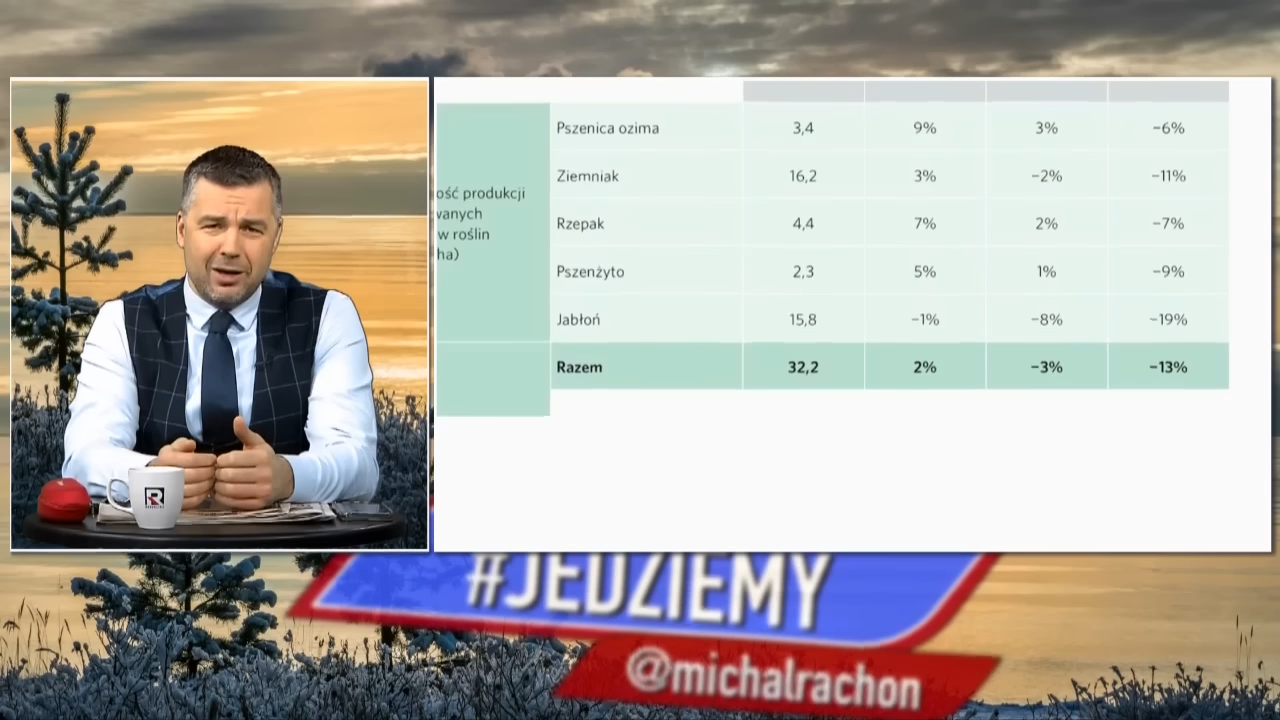 Pszenica ozima 3,4 9% 3% −6%
Ziemniak 16,2 3% −2% −11%
ość produkcji
wanych
w roślin
ha)
Rzepak 4,4 7% 2% −7%
Pszenżyto 2,3 5% 1% −9%
Jabłoń 15,8 −1% −8% −19%
Razem 32,2 2% −3% −13%
R
#JEDZIEMY
@michalrachon